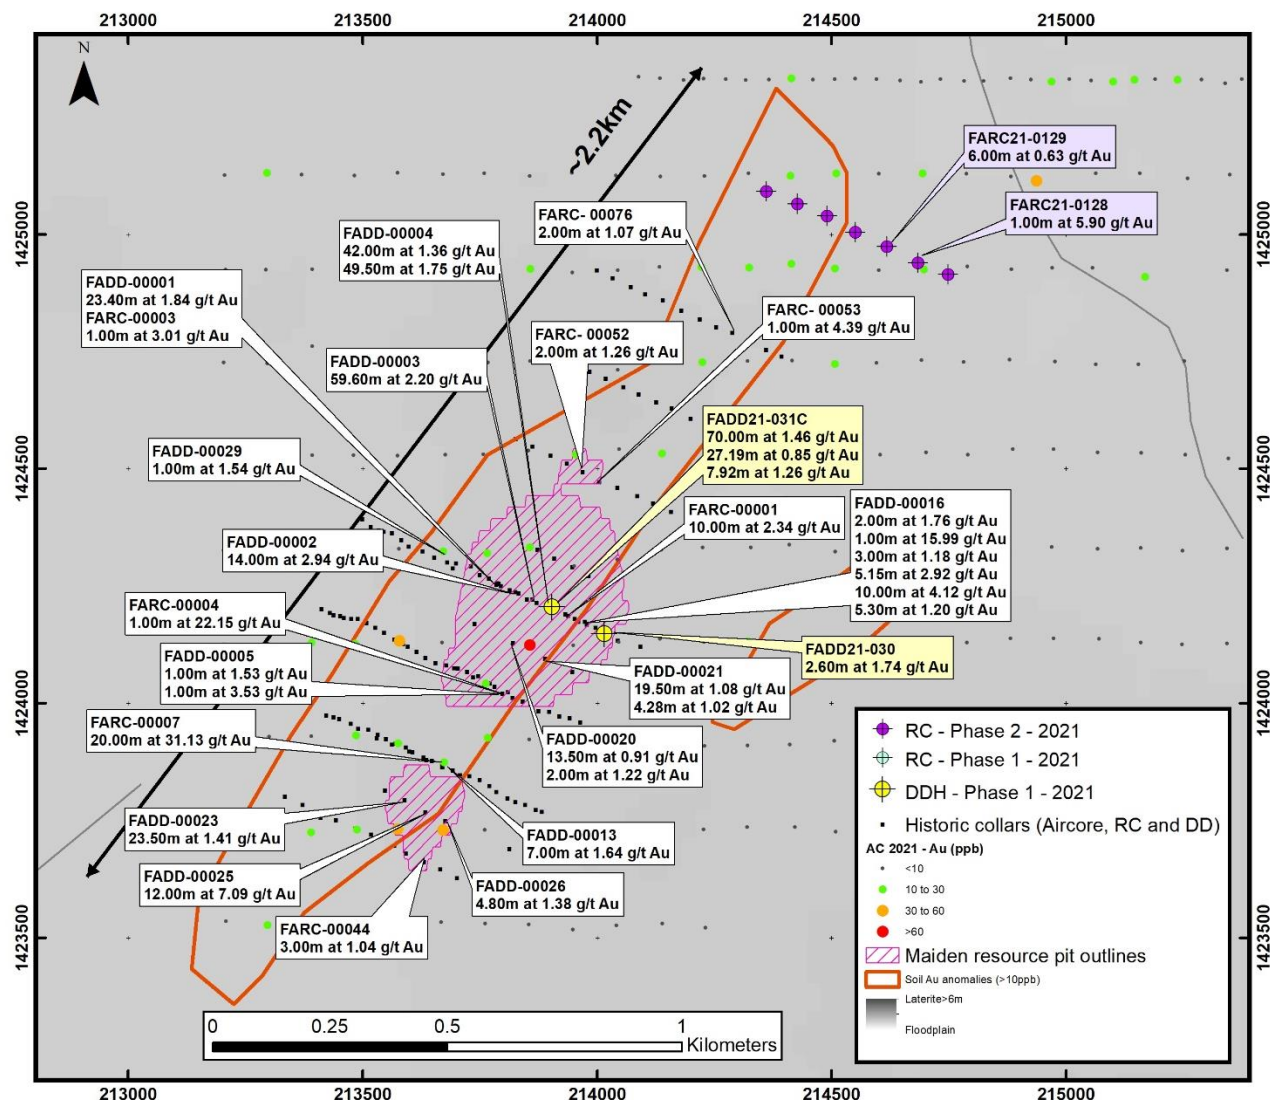 213000
213500
214000
214500
215000
N
~2.2km
FARC21-0129
6.00m at 0.63 g/t Au
FARC21-0128
1.00m at 5.90 g/t Au
FARC- 00076
2.00m at 1.07 g/t Au
FADD-00004
42.00m at 1.36 g/t Au
49.50m at 1.75 g/t Au
FADD-00001
23.40m at 1.84 g/t Au
FARC-00003
1.00m at 3.01 g/t Au
FARC- 00053
1.00m at 4.39 g/t Au
FARC- 00052
2.00m at 1.26 g/t Au
FADD-00003
59.60m at 2.20 g/t Au
FADD21-031C
70.00m at 1.46 g/t Au
27.19m at 0.85 g/t Au
7.92m at 1.26 g/t Au
FADD-00029
1.00m at 1.54 g/t Au
FARC-00001
10.00m at 2.34 g/t Au
FADD-00016
2.00m at 1.76 g/t Au
1.00m at 15.99 g/t Au
3.00m at 1.18 g/t Au
5.15m at 2.92 g/t Au
10.00m at 4.12 g/t Au
5.30m at 1.20 g/t Au
FADD-00002
14.00m at 2.94 g/t Au
FARC-00004
1.00m at 22.15 g/t Au
FADD21-030
2.60m at 1.74 g/t Au
FADD-00005
1.00m at 1.53 g/t Au
1.00m at 3.53 g/t Au
FADD-00021
19.50m at 1.08 g/t Au
4.28m at 1.02 g/t Au
FARC-00007
20.00m at 31.13 g/t Au
FADD-00020
13.50m at 0.91 g/t Au
2.00m at 1.22 g/t Au
FADD-00023
23.50m at 1.41 g/t Au
FADD-00013
7.00m at 1.64 g/t Au
FADD-00025
12.00m at 7.09 g/t Au
FADD-00026
4.80m at 1.38 g/t Au
FARC-00044
3.00m at 1.04 g/t Au
RC - Phase 2 - 2021
RC - Phase 1 - 2021
DDH - Phase 1 - 2021
Historic collars (Aircore, RC and DD)
AC 2021 - Au (ppb)
<10
10 to 30
30 to 60
>60
Maiden resource pit outlines
Soil Au anomalies (>10ppb)
Laterite>6m
Floodplain
0
0.25
0.5
1
Kilometers
1425000
1424500
1424000
1423500
1425000
1424500
1424000
1423500
213000
213500
214000
214500
215000